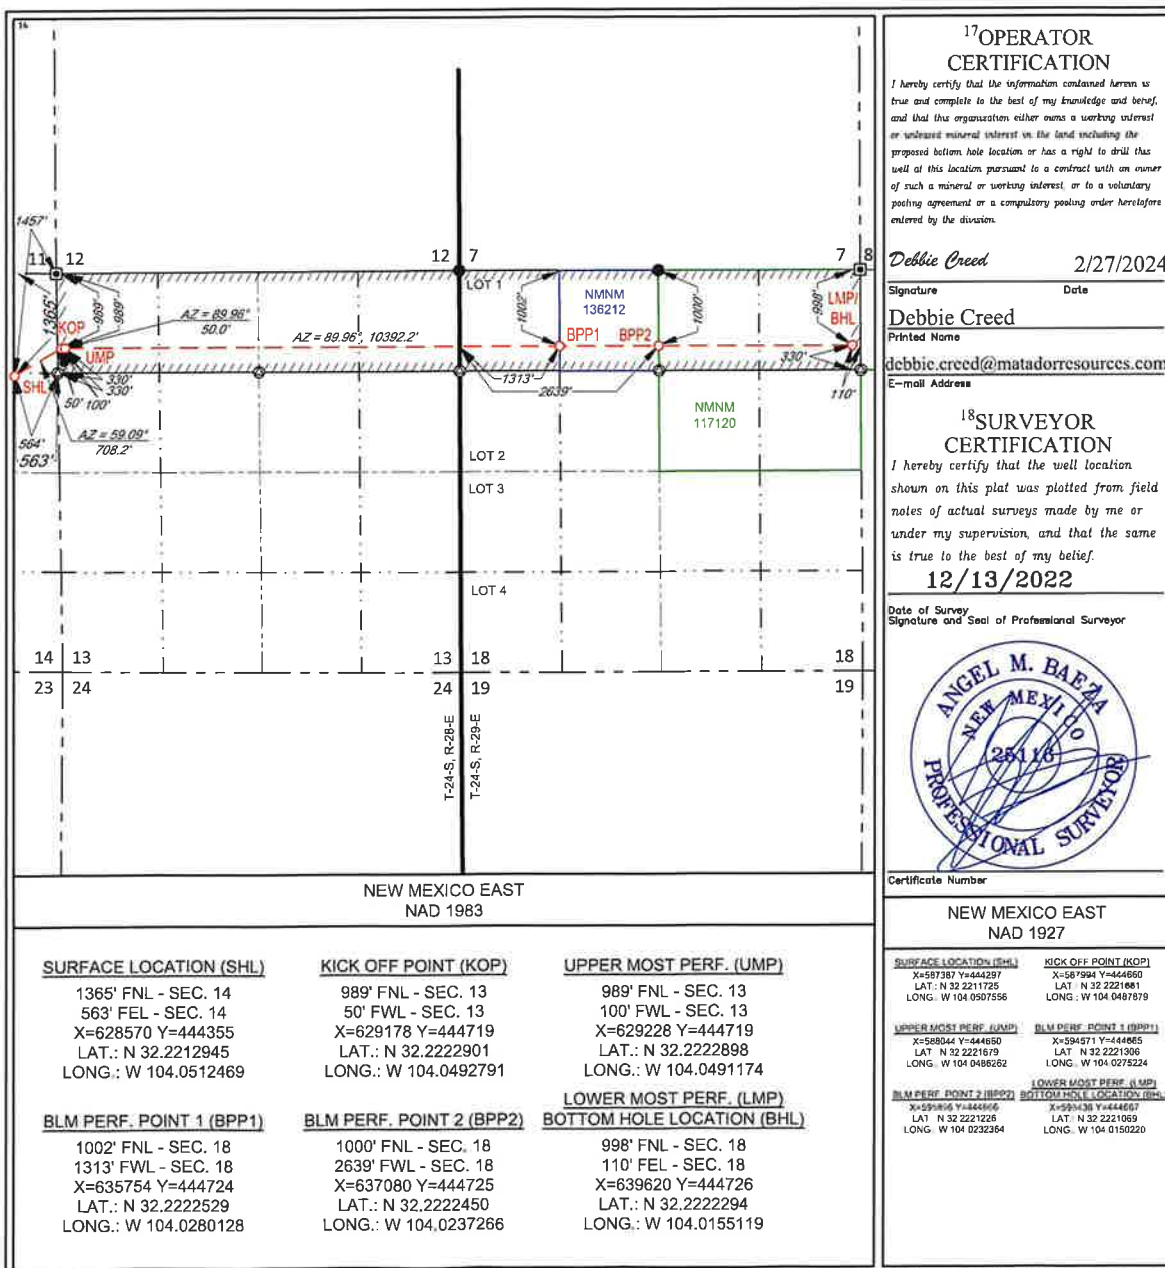 16
1457'
11 12
12 7
7 8
LOT 1
1365'
989'
989'
KOP
AZ = 89.96°
50.0'
AZ = 89.96°, 10392.2'
1002'
NMNM
136212
BPP1
BPP2
1000'
998'
LMP/
BHL
UMP
SHL
330'
330'
50' 100'
1313'
2639'
330'
110'
564'
563'
AZ = 59.09°
708.2'
NMNM
117120
LOT 2
LOT 3
LOT 4
14 13
23 24
13 18
24 19
18
19
T-24-S, R-28-E
T-24-S, R-29-E
17OPERATOR
CERTIFICATION
I hereby certify that the information contained herein is
true and complete to the best of my knowledge and belief,
and that this organization either owns a working interest
or unleased mineral interest in the land including the
proposed bottom hole location or has a right to drill this
well at this location pursuant to a contract with an owner
of such a mineral or working interest, or to a voluntary
pooling agreement or a compulsory pooling order heretofore
entered by the division.
Debbie Creed 2/27/2024
Signature Date
Debbie Creed
Printed Name
debbie.creed@matadorresources.com
E-mail Address
18SURVEYOR
CERTIFICATION
I hereby certify that the well location
shown on this plat was plotted from field
notes of actual surveys made by me or
under my supervision, and that the same
is true to the best of my belief.
12/13/2022
Date of Survey
Signature and Seal of Professional Surveyor
ANGEL M. BAEZA
NEW MEXICO
25116
PROFESSIONAL SURVEYOR
Certificate Number
NEW MEXICO EAST
NAD 1983
SURFACE LOCATION (SHL)
1365' FNL - SEC. 14
563' FEL - SEC. 14
X=628570 Y=444355
LAT.: N 32.2212945
LONG.: W 104.0512469
KICK OFF POINT (KOP)
989' FNL - SEC. 13
50' FWL - SEC. 13
X=629178 Y=444719
LAT.: N 32.2222901
LONG.: W 104.0492791
UPPER MOST PERF. (UMP)
989' FNL - SEC. 13
100' FWL - SEC. 13
X=629228 Y=444719
LAT.: N 32.2222898
LONG.: W 104.0491174
BLM PERF. POINT 1 (BPP1)
1002' FNL - SEC. 18
1313' FWL - SEC. 18
X=635754 Y=444724
LAT.: N 32.2222529
LONG.: W 104.0280128
BLM PERF. POINT 2 (BPP2)
1000' FNL - SEC. 18
2639' FWL - SEC. 18
X=637080 Y=444725
LAT.: N 32.2222450
LONG.: W 104.0237266
LOWER MOST PERF. (LMP)
BOTTOM HOLE LOCATION (BHL)
998' FNL - SEC. 18
110' FEL - SEC. 18
X=639620 Y=444726
LAT.: N 32.2222294
LONG.: W 104.0155119
NEW MEXICO EAST
NAD 1927
SURFACE LOCATION (SHL)
X=587387 Y=444297
LAT.: N 32.2211725
LONG.: W 104.0507556
KICK OFF POINT (KOP)
X=587994 Y=444660
LAT.: N 32.2221681
LONG.: W 104.0487879
UPPER MOST PERF. (UMP)
X=588044 Y=444660
LAT.: N 32.2221679
LONG.: W 104.0486262
BLM PERF. POINT 1 (BPP1)
X=594571 Y=444665
LAT.: N 32.2221306
LONG.: W 104.0275224
BLM PERF. POINT 2 (BPP2)
LAT.: N 32.2221226
LONG.: W 104.0232364
LOWER MOST PERF. (LMP)
BOTTOM HOLE LOCATION (BHL)
LAT.: N 32.2221069
LONG.: W 104.0150220